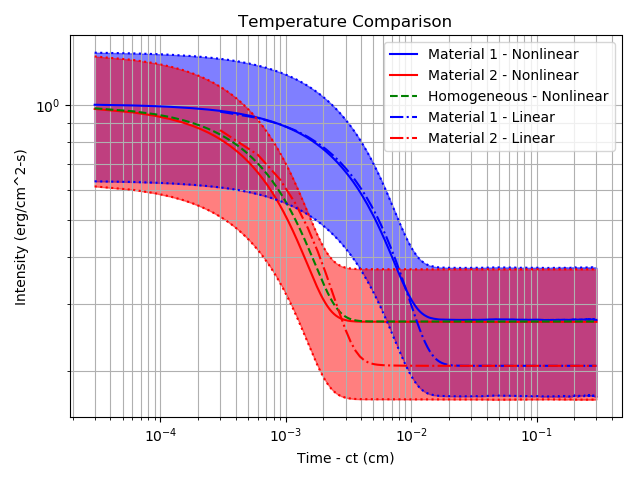 Temperature Comparison
Material 1 - Nonlinear
Material 2 - Nonlinear
Homogeneous - Nonlinear
Material 1 - Linear
Material 2 - Linear
Intensity (erg/cm^2-s)
10⁰
10⁻⁴
10⁻³
10⁻²
10⁻¹
Time - ct (cm)